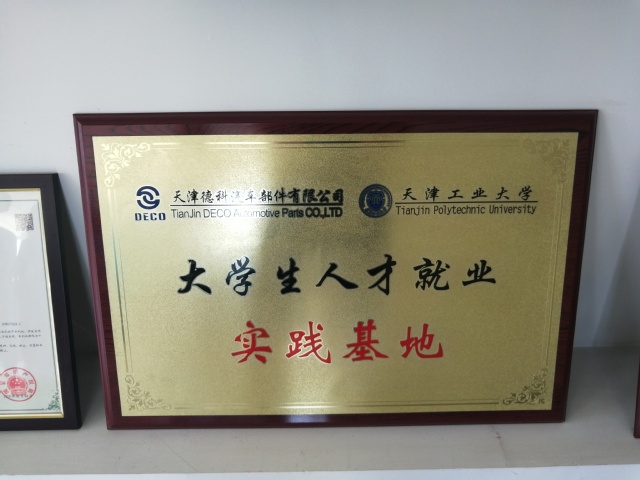 DECO
天津德科汽车部件有限公司
TianJin DECO Automotive Parts CO.,LTD
天津工业大学
Tianjin Polytechnic University
大学生人才就业
实践基地